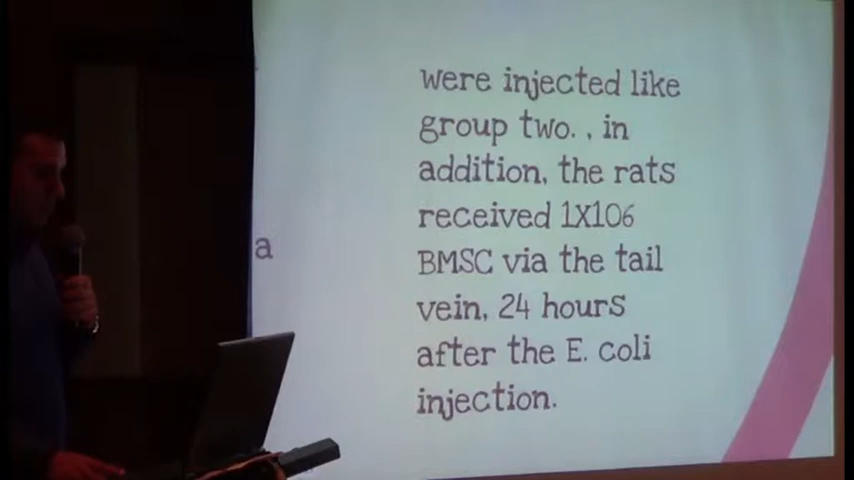 a
were injected like
group two. , in
addition, the rats
received 1X106
BMSC via the tail
vein, 24 hours
after the E. coli
injection.